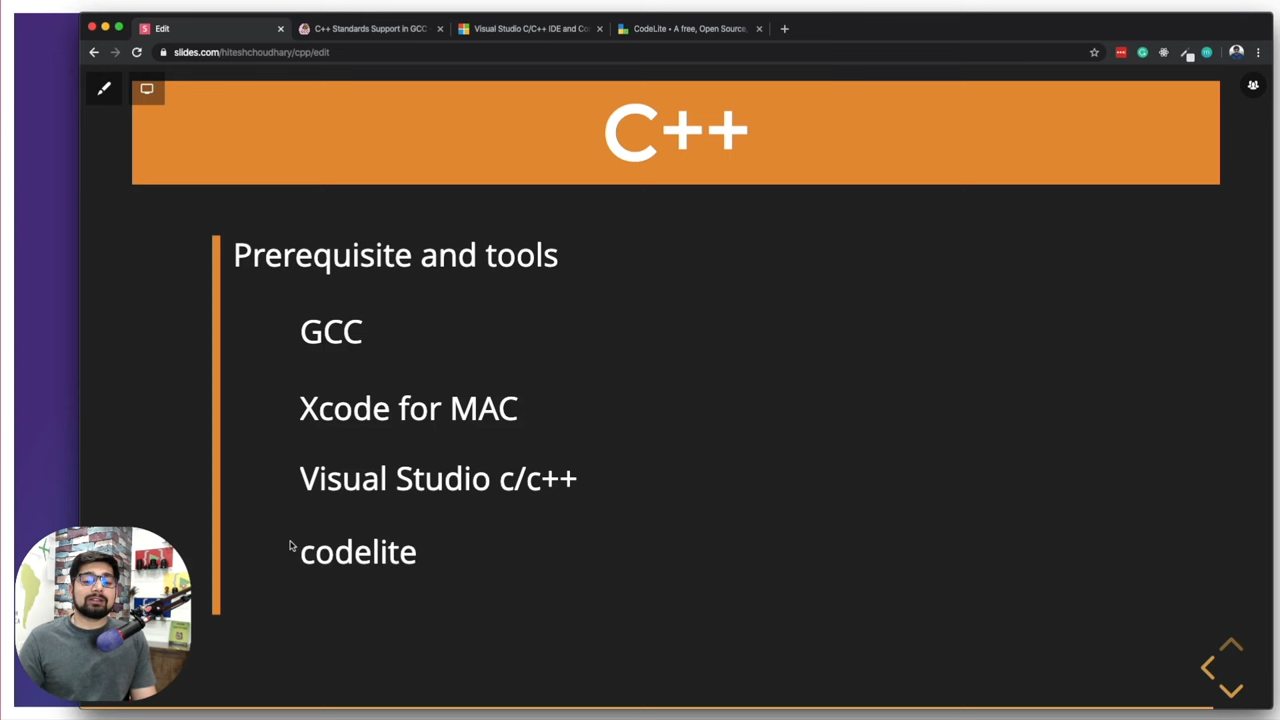 Edit
C++ Standards Support in GCC
Visual Studio C/C++ IDE and Co
CodeLite • A free, Open Source,
slides.com/hiteshchoudhary/cpp/edit
C++
Prerequisite and tools
GCC
Xcode for MAC
Visual Studio c/c++
codelite